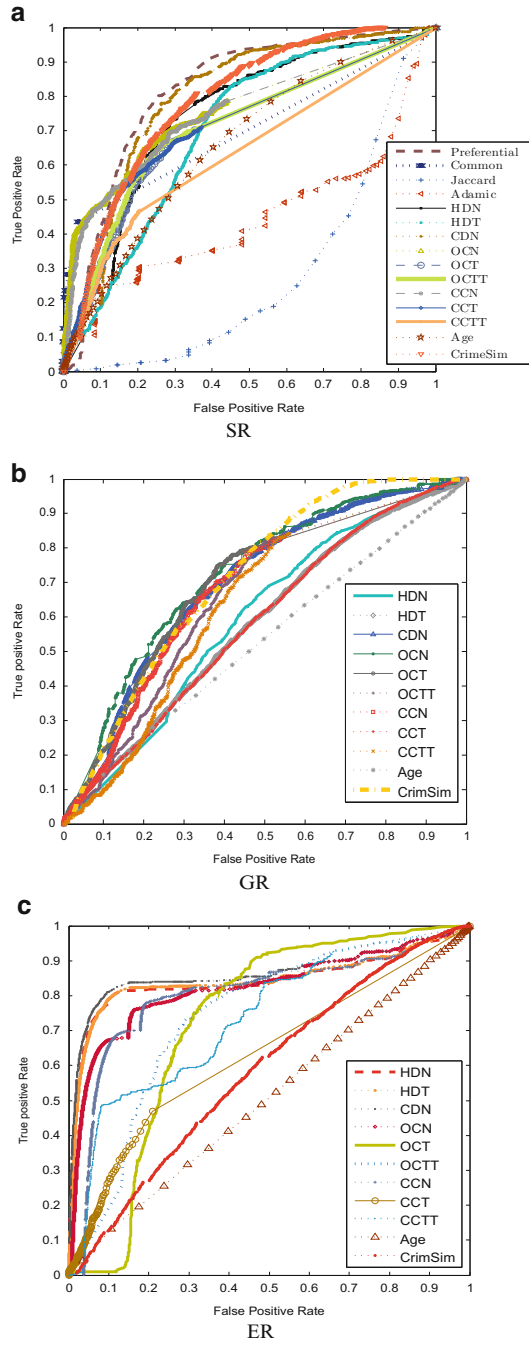 a
1
0.9
0.8
0.7
0.6
0.5
0.4
0.3
0.2
0.1
0
True Positive Rate
0 0.1 0.2 0.3 0.4 0.5 0.6 0.7 0.8 0.9 1
False Positive Rate
Preferential
Common
Jaccard
Adamic
HDN
HDT
CDN
OCN
OCT
OCTT
CCN
CCT
CCTT
Age
CrimeSim
SR
b
1
0.9
0.8
0.7
0.6
0.5
0.4
0.3
0.2
0.1
0
True positive Rate
0 0.1 0.2 0.3 0.4 0.5 0.6 0.7 0.8 0.9 1
False Positive Rate
HDN
HDT
CDN
OCN
OCT
OCTT
CCN
CCT
CCTT
Age
CrimSim
GR
c
1
0.9
0.8
0.7
0.6
0.5
0.4
0.3
0.2
0.1
0
True positive Rate
0 0.1 0.2 0.3 0.4 0.5 0.6 0.7 0.8 0.9 1
False Positive Rate
HDN
HDT
CDN
OCN
OCT
OCTT
CCN
CCT
CCTT
Age
CrimSim
ER